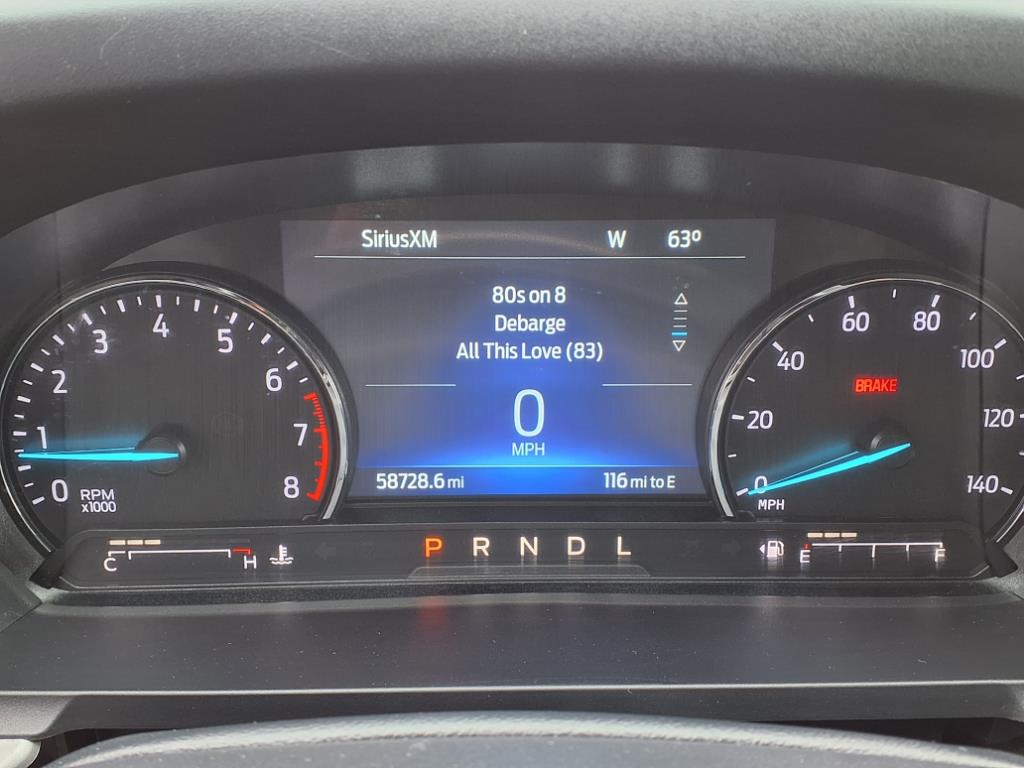 SiriusXM W 63º
80s on 8
Debarge
All This Love (83)
0
MPH
58728.6 mi 116 mi to E
0 1 2 3 4 5 6 7 8
RPM
x1000
0 20 40 60 80 100 120 140
MPH
BRAKE
C H
P R N D L
E F